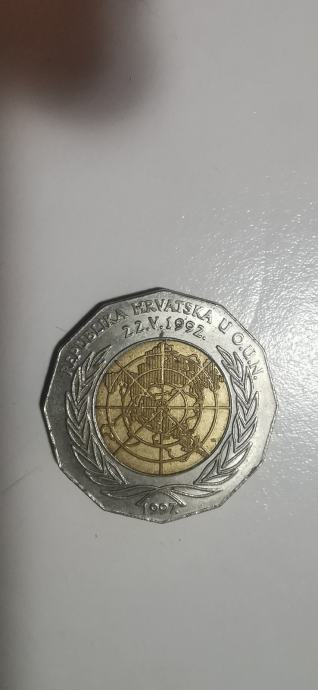 REPUBLIKA HRVATSKA U O.U.N.
22.V.1992.
1997.